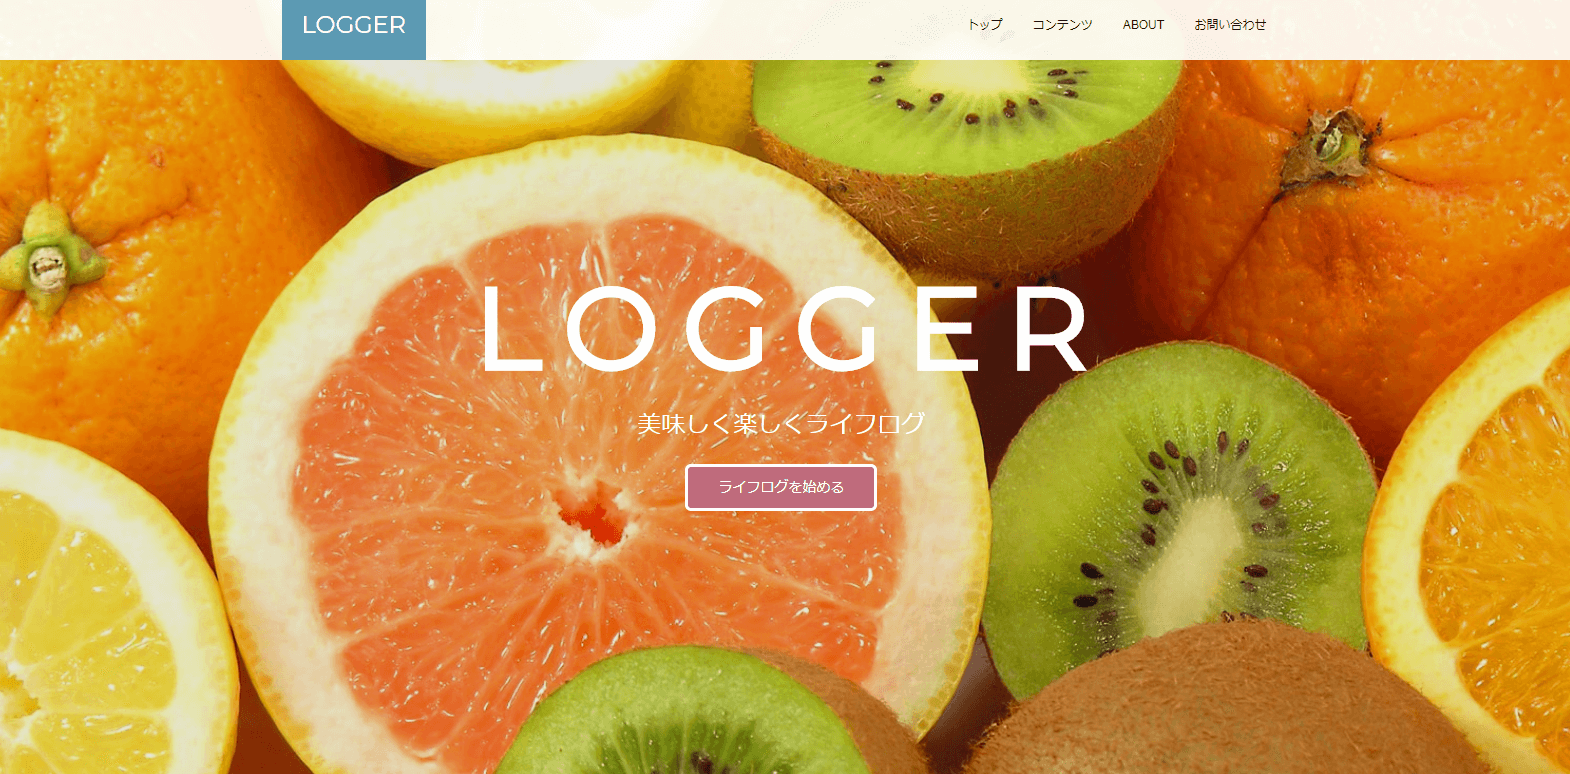 LOGGER
トップ
コンテンツ
ABOUT
お問い合わせ
LOGGER
美味しく楽しくライフログ
ライフログを始める